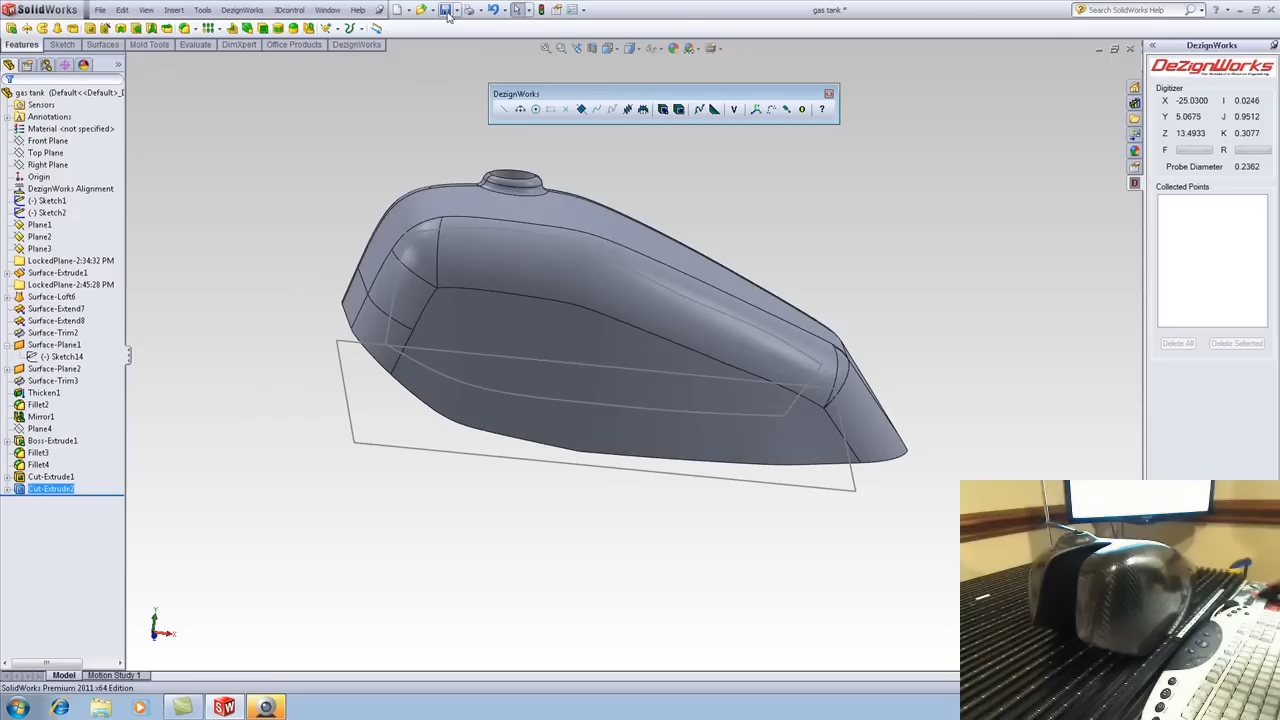 SolidWorks File Edit View Insert Tools DezignWorks 3Dcontrol Window Help gas tank * Search SolidWorks Help
Features Sketch Surfaces Mold Tools Evaluate DimXpert Office Products DezignWorks
DezignWorks
DezignWorks
DezignWorks
Digitizer
X -25.0300 I 0.0246
Y 5.0675 J 0.9512
Z 13.4933 K 0.3077
F R
Probe Diameter 0.2362
Collected Points
Delete All Delete Selected
gas tank (Default<<Default>_D
Sensors
Annotations
Material <not specified>
Front Plane
Top Plane
Right Plane
Origin
DezignWorks Alignment
(-) Sketch1
(-) Sketch2
Plane1
Plane2
Plane3
LockedPlane-2:34:32 PM
Surface-Extrude1
LockedPlane-2:45:28 PM
Surface-Loft6
Surface-Extend7
Surface-Extend8
Surface-Trim2
Surface-Plane1
(-) Sketch14
Surface-Plane2
Surface-Trim3
Thicken1
Fillet2
Mirror1
Plane4
Boss-Extrude1
Fillet3
Fillet4
Cut-Extrude1
Cut-Extrude2
Y
X
Model Motion Study 1
SolidWorks Premium 2011 x64 Edition